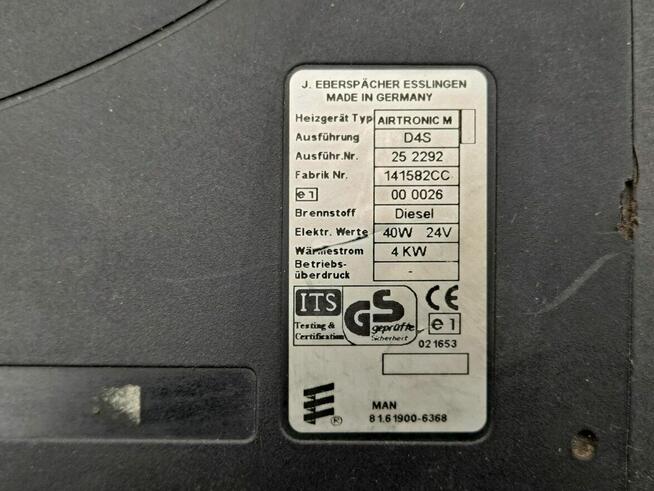 J. EBERSPÄCHER ESSLINGEN
MADE IN GERMANY
Heizgerät Typ AIRTRONIC M
Ausführung D4S
Ausführ.Nr. 25 2292
Fabrik Nr. 141582CC
e1 00 0026
Brennstoff Diesel
Elektr. Werte 40W 24V
Wärmestrom 4 KW
Betriebs-
überdruck -
ITS
Testing &
Certification
GS
geprüfte
Sicherheit
CE
e1
021653
®
MAN
81.61900-6368